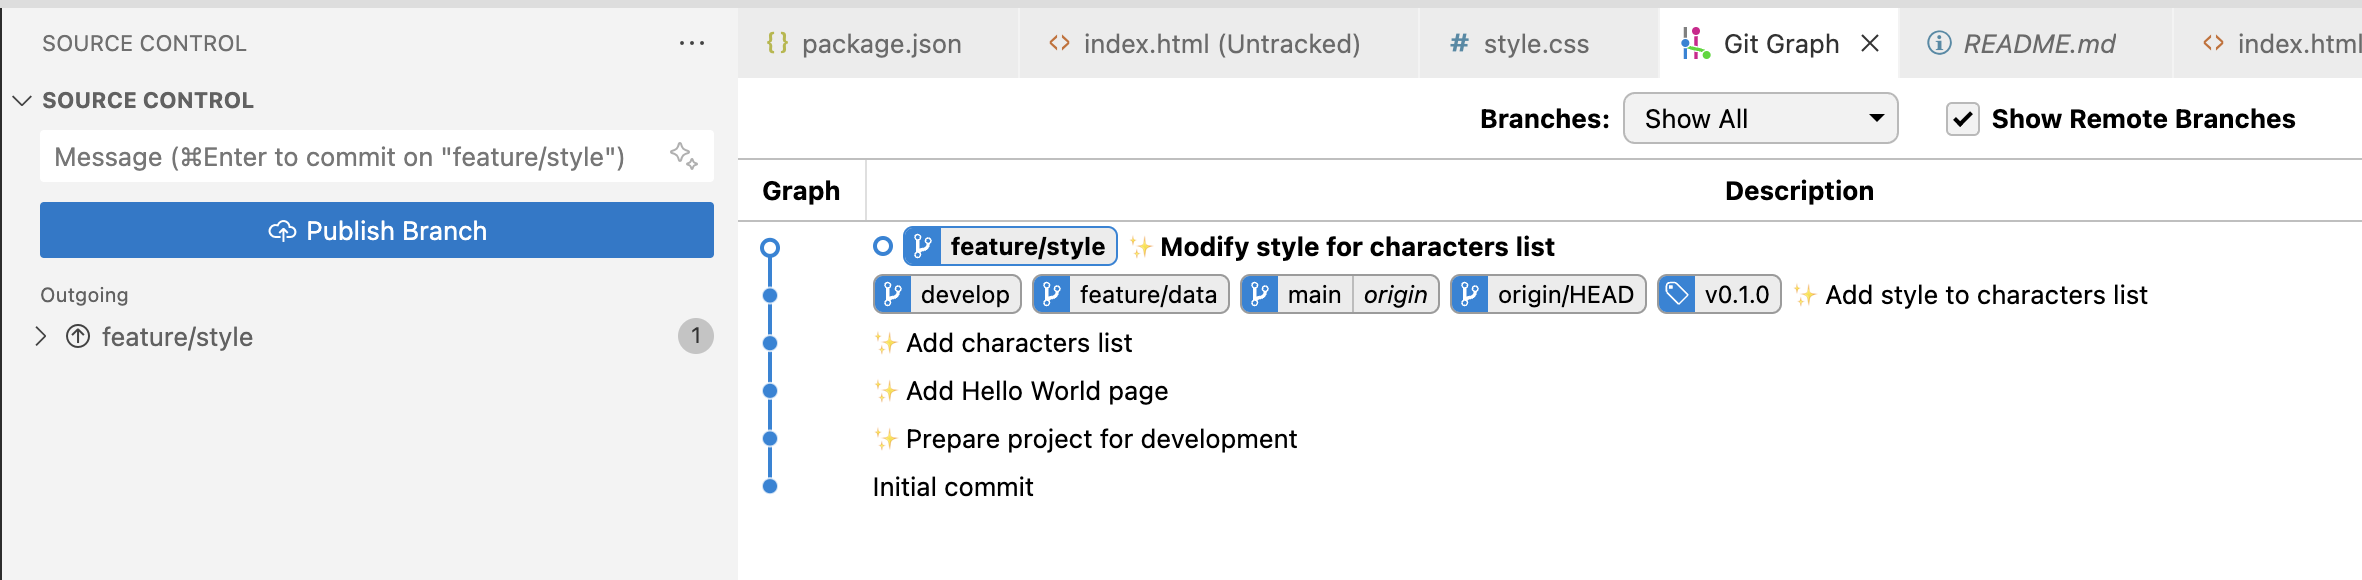 SOURCE CONTROL ...
SOURCE CONTROL
Message (⌘Enter to commit on "feature/style")
Publish Branch
Outgoing
feature/style 1
{} package.json <> index.html (Untracked) # style.css Git Graph × README.md <> index.html
Branches: Show All Show Remote Branches
Graph Description
feature/style ✨ Modify style for characters list
develop feature/data main origin origin/HEAD v0.1.0 ✨ Add style to characters list
✨ Add characters list
✨ Add Hello World page
✨ Prepare project for development
Initial commit